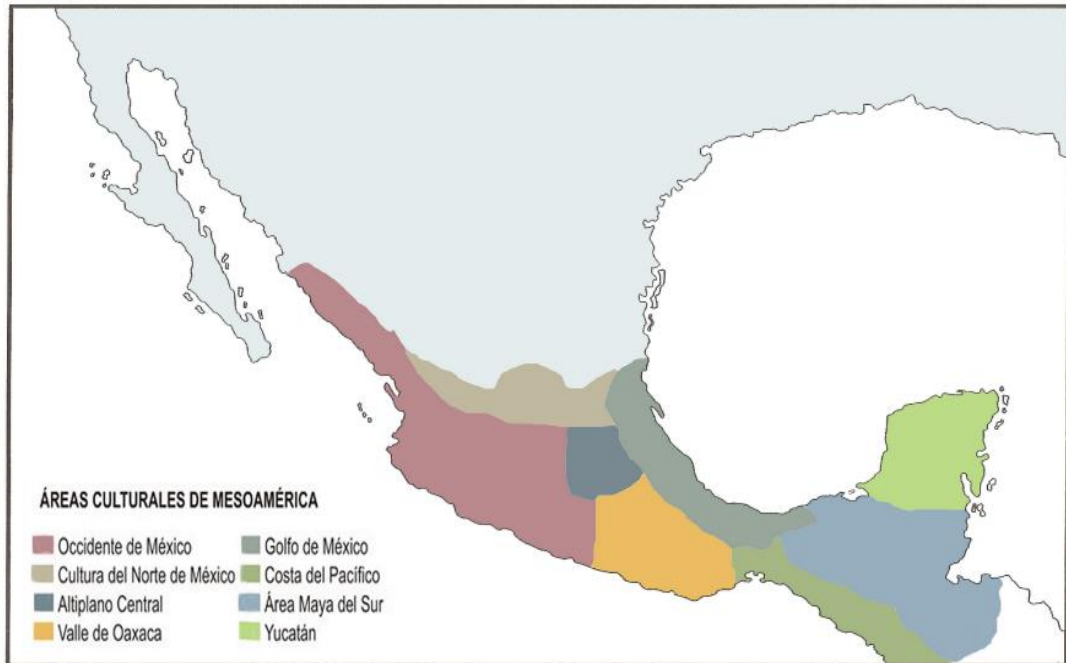 ÁREAS CULTURALES DE MESOAMÉRICA
Occidente de México
Cultura del Norte de México
Altiplano Central
Valle de Oaxaca
Golfo de México
Costa del Pacífico
Área Maya del Sur
Yucatán